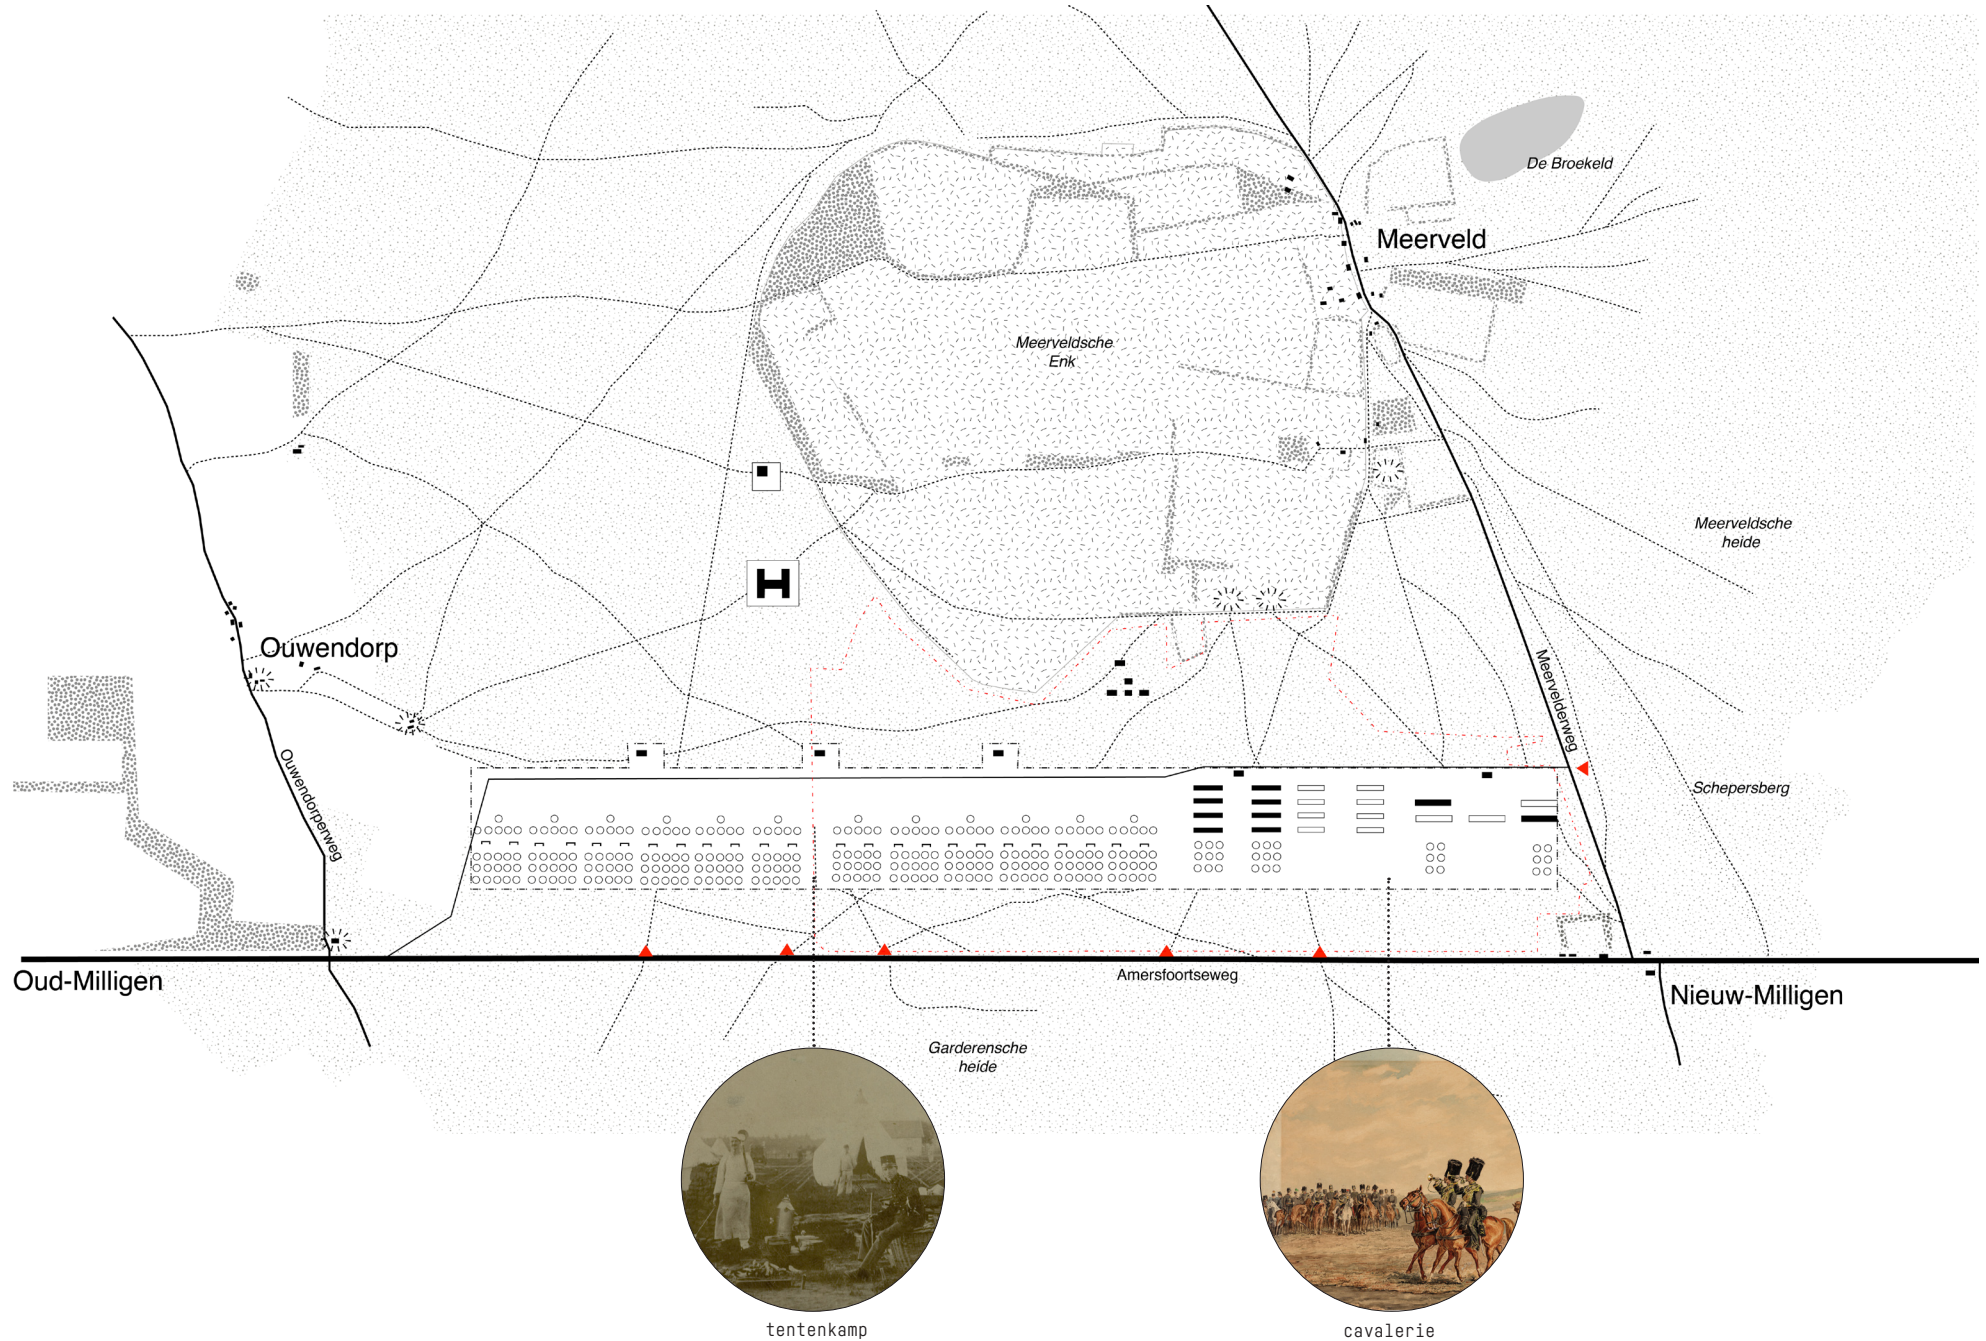 De Broekeld
Meerveld
Meerveldsche
Enk
Meerveldsche
heide
Ouwendorp
Meervelderweg
Ouwendorperweg
Schepersberg
Amersfoortseweg
Oud-Milligen
Nieuw-Milligen
Garderensche
heide
tentenkamp
cavalerie